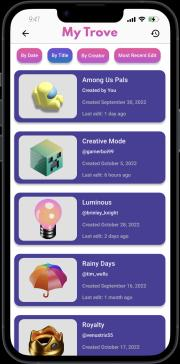 9:41
My Trove
By Date
By Title
By Creator
Most Recent Edit
Among Us Pals
Created by You
Created September 30, 2022
Last edit: 1 day ago
Creative Mode
@gamerboi99
Created October 5, 2022
Last edit: 6 hours ago
Luminous
@brinley_knight
Created October 28, 2022
Last edit: 2 days ago
Rainy Days
@tim_wells
Created September 16, 2022
Last edit: 1 month ago
Royalty
@xenustrix55
Created October 17, 2022